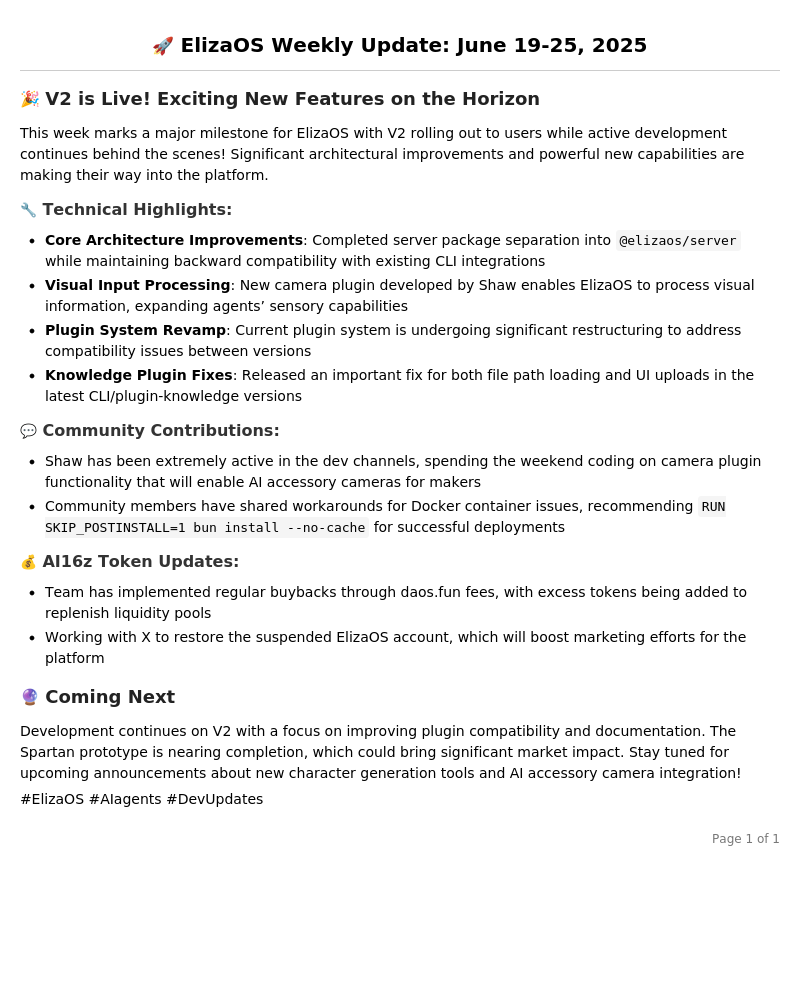 🚀 ElizaOS Weekly Update: June 19-25, 2025
🎉 V2 is Live! Exciting New Features on the Horizon
This week marks a major milestone for ElizaOS with V2 rolling out to users while active development
continues behind the scenes! Significant architectural improvements and powerful new capabilities are
making their way into the platform.
🔧 Technical Highlights:
• Core Architecture Improvements: Completed server package separation into @elizaos/server
while maintaining backward compatibility with existing CLI integrations
• Visual Input Processing: New camera plugin developed by Shaw enables ElizaOS to process visual
information, expanding agents’ sensory capabilities
• Plugin System Revamp: Current plugin system is undergoing significant restructuring to address
compatibility issues between versions
• Knowledge Plugin Fixes: Released an important fix for both file path loading and UI uploads in the
latest CLI/plugin-knowledge versions
💬 Community Contributions:
• Shaw has been extremely active in the dev channels, spending the weekend coding on camera plugin
functionality that will enable AI accessory cameras for makers
• Community members have shared workarounds for Docker container issues, recommending RUN
SKIP_POSTINSTALL=1 bun install --no-cache for successful deployments
💰 AI16z Token Updates:
• Team has implemented regular buybacks through daos.fun fees, with excess tokens being added to
replenish liquidity pools
• Working with X to restore the suspended ElizaOS account, which will boost marketing efforts for the
platform
🔮 Coming Next
Development continues on V2 with a focus on improving plugin compatibility and documentation. The
Spartan prototype is nearing completion, which could bring significant market impact. Stay tuned for
upcoming announcements about new character generation tools and AI accessory camera integration!
#ElizaOS #AIagents #DevUpdates
Page 1 of 1